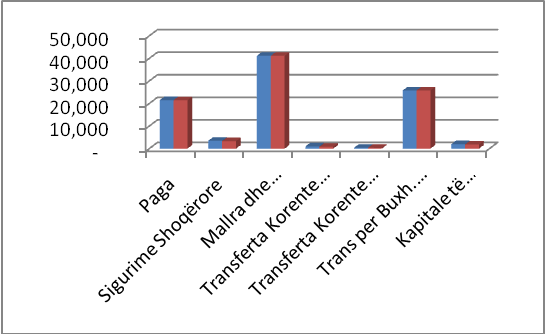 50,000
40,000
30,000
20,000
10,000
-
Paga
Sigurime Shoqërore
Mallra dhe...
Transferta Korente...
Transferta Korente...
Trans per Buxh....
Kapitale të...